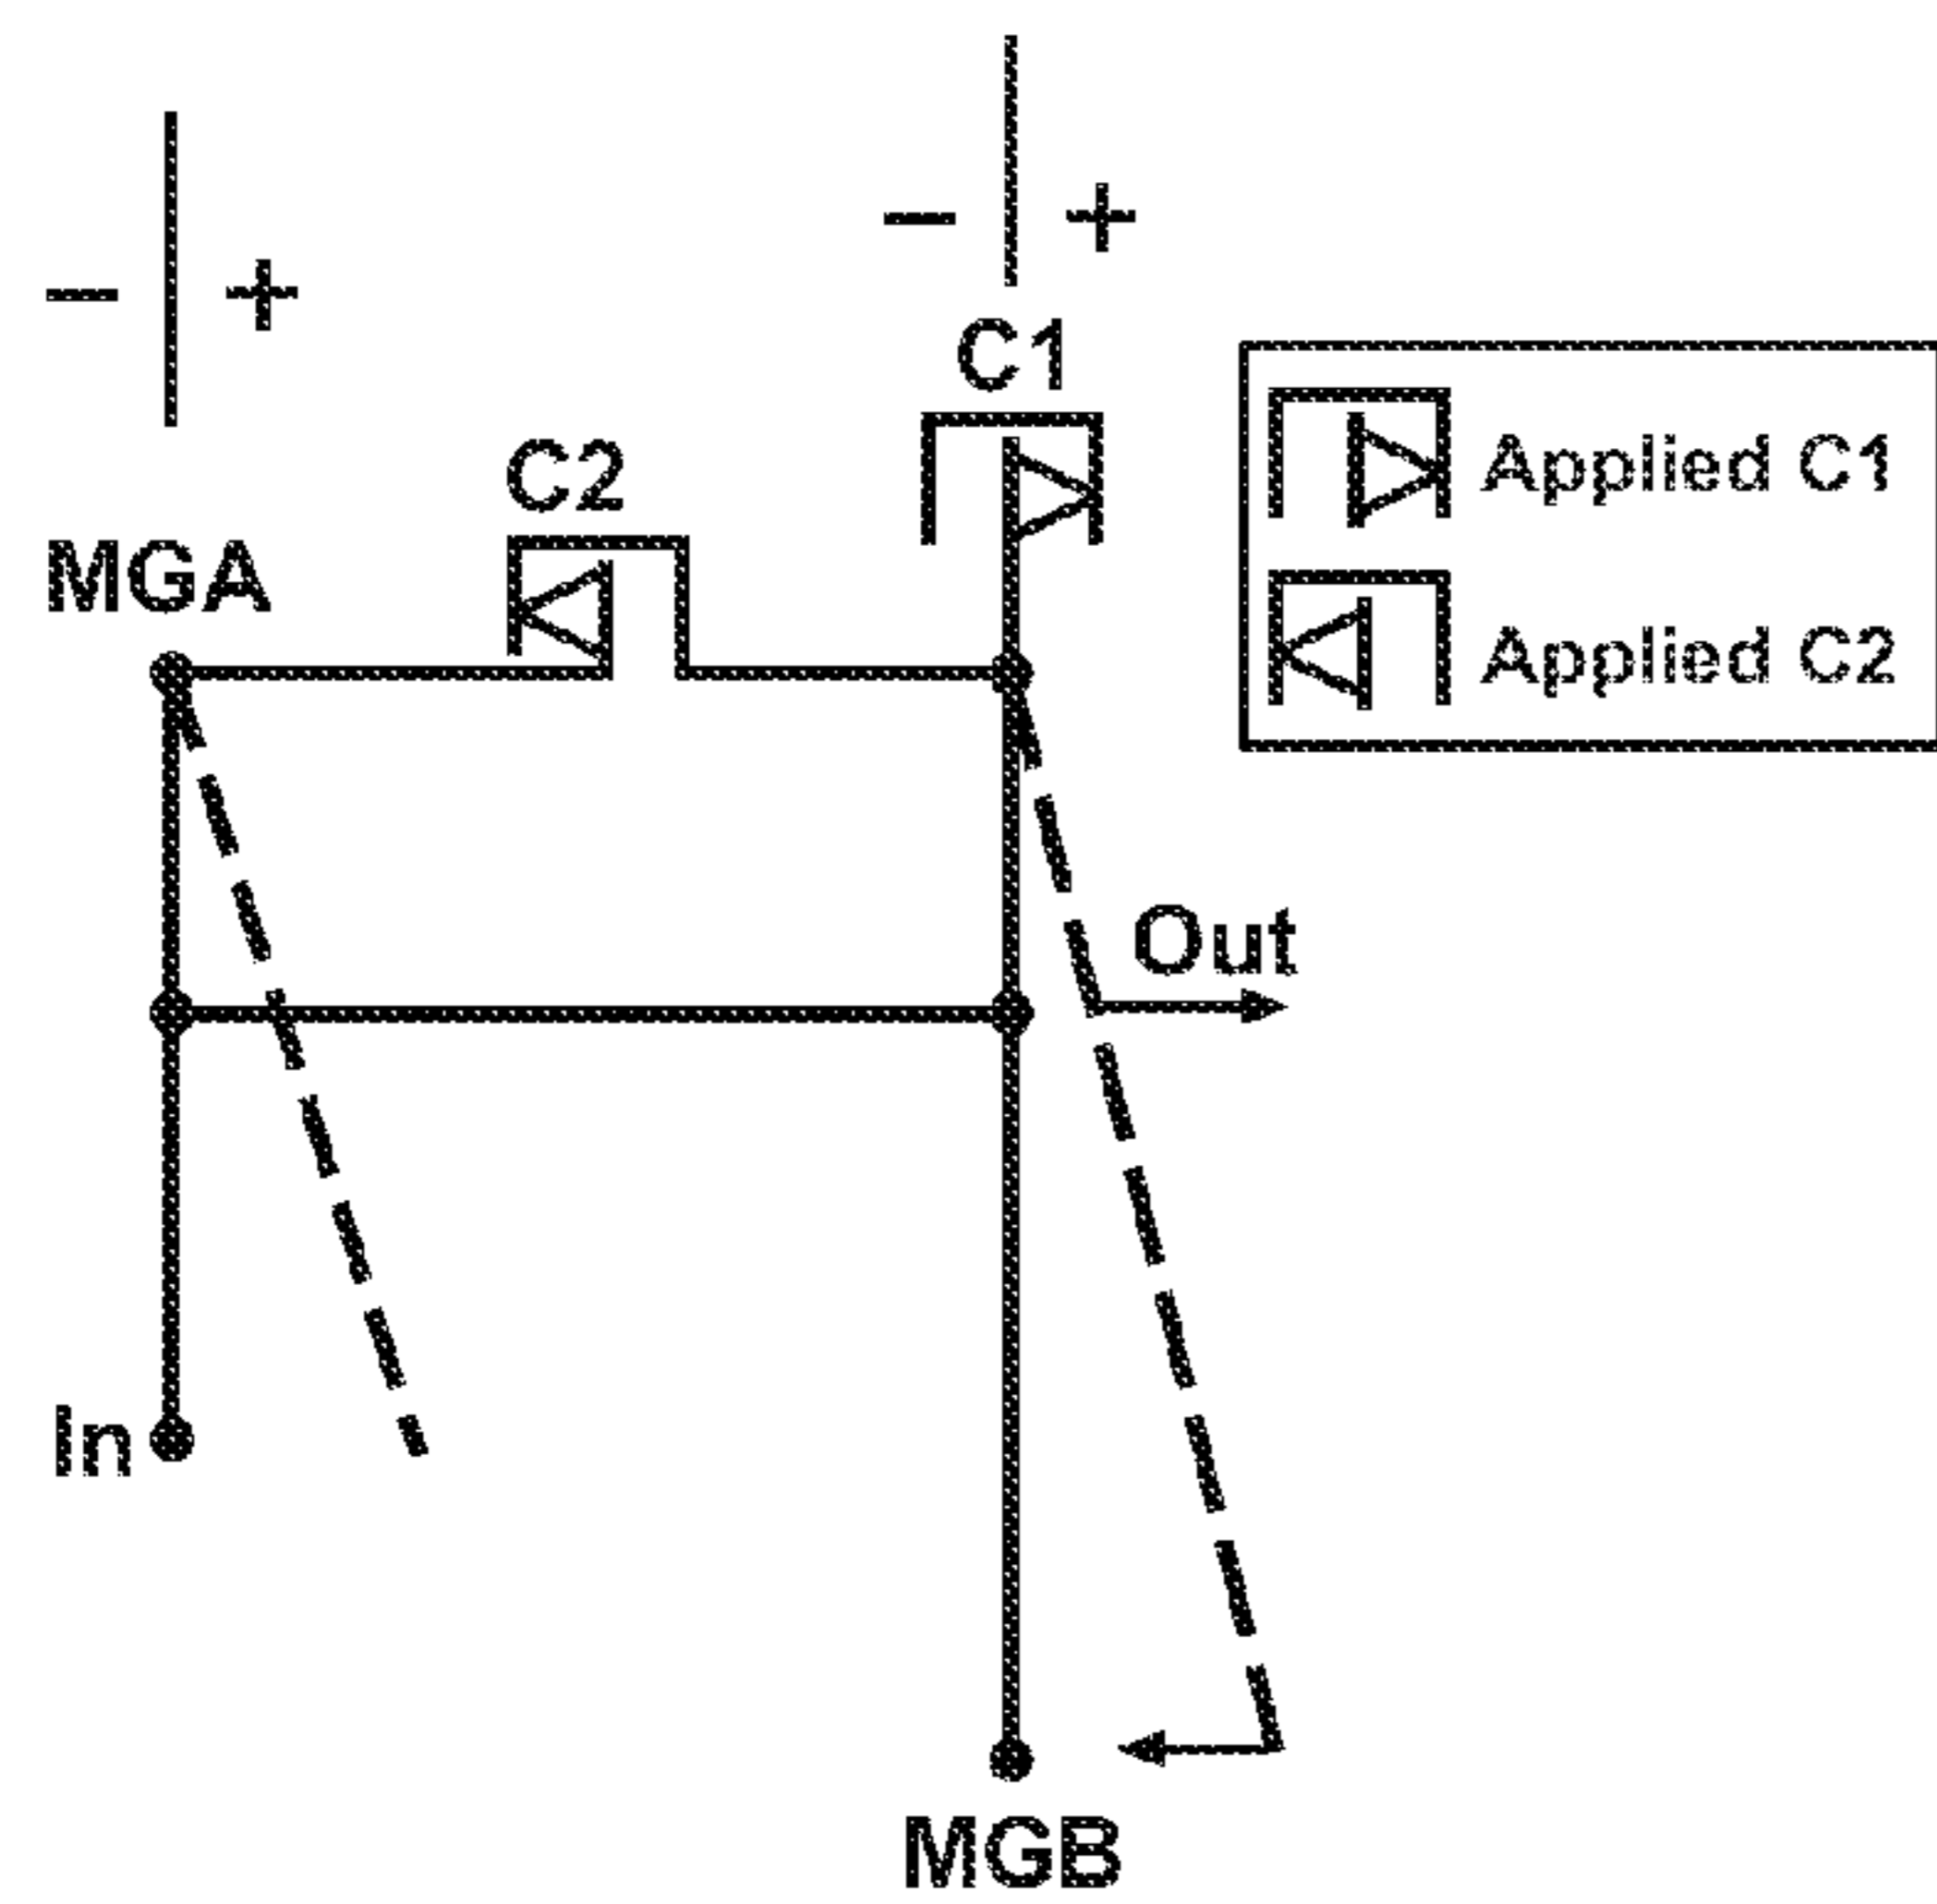 − +
− +
C1
C2
Applied C1
MGA
Applied C2
Out
In
MGB